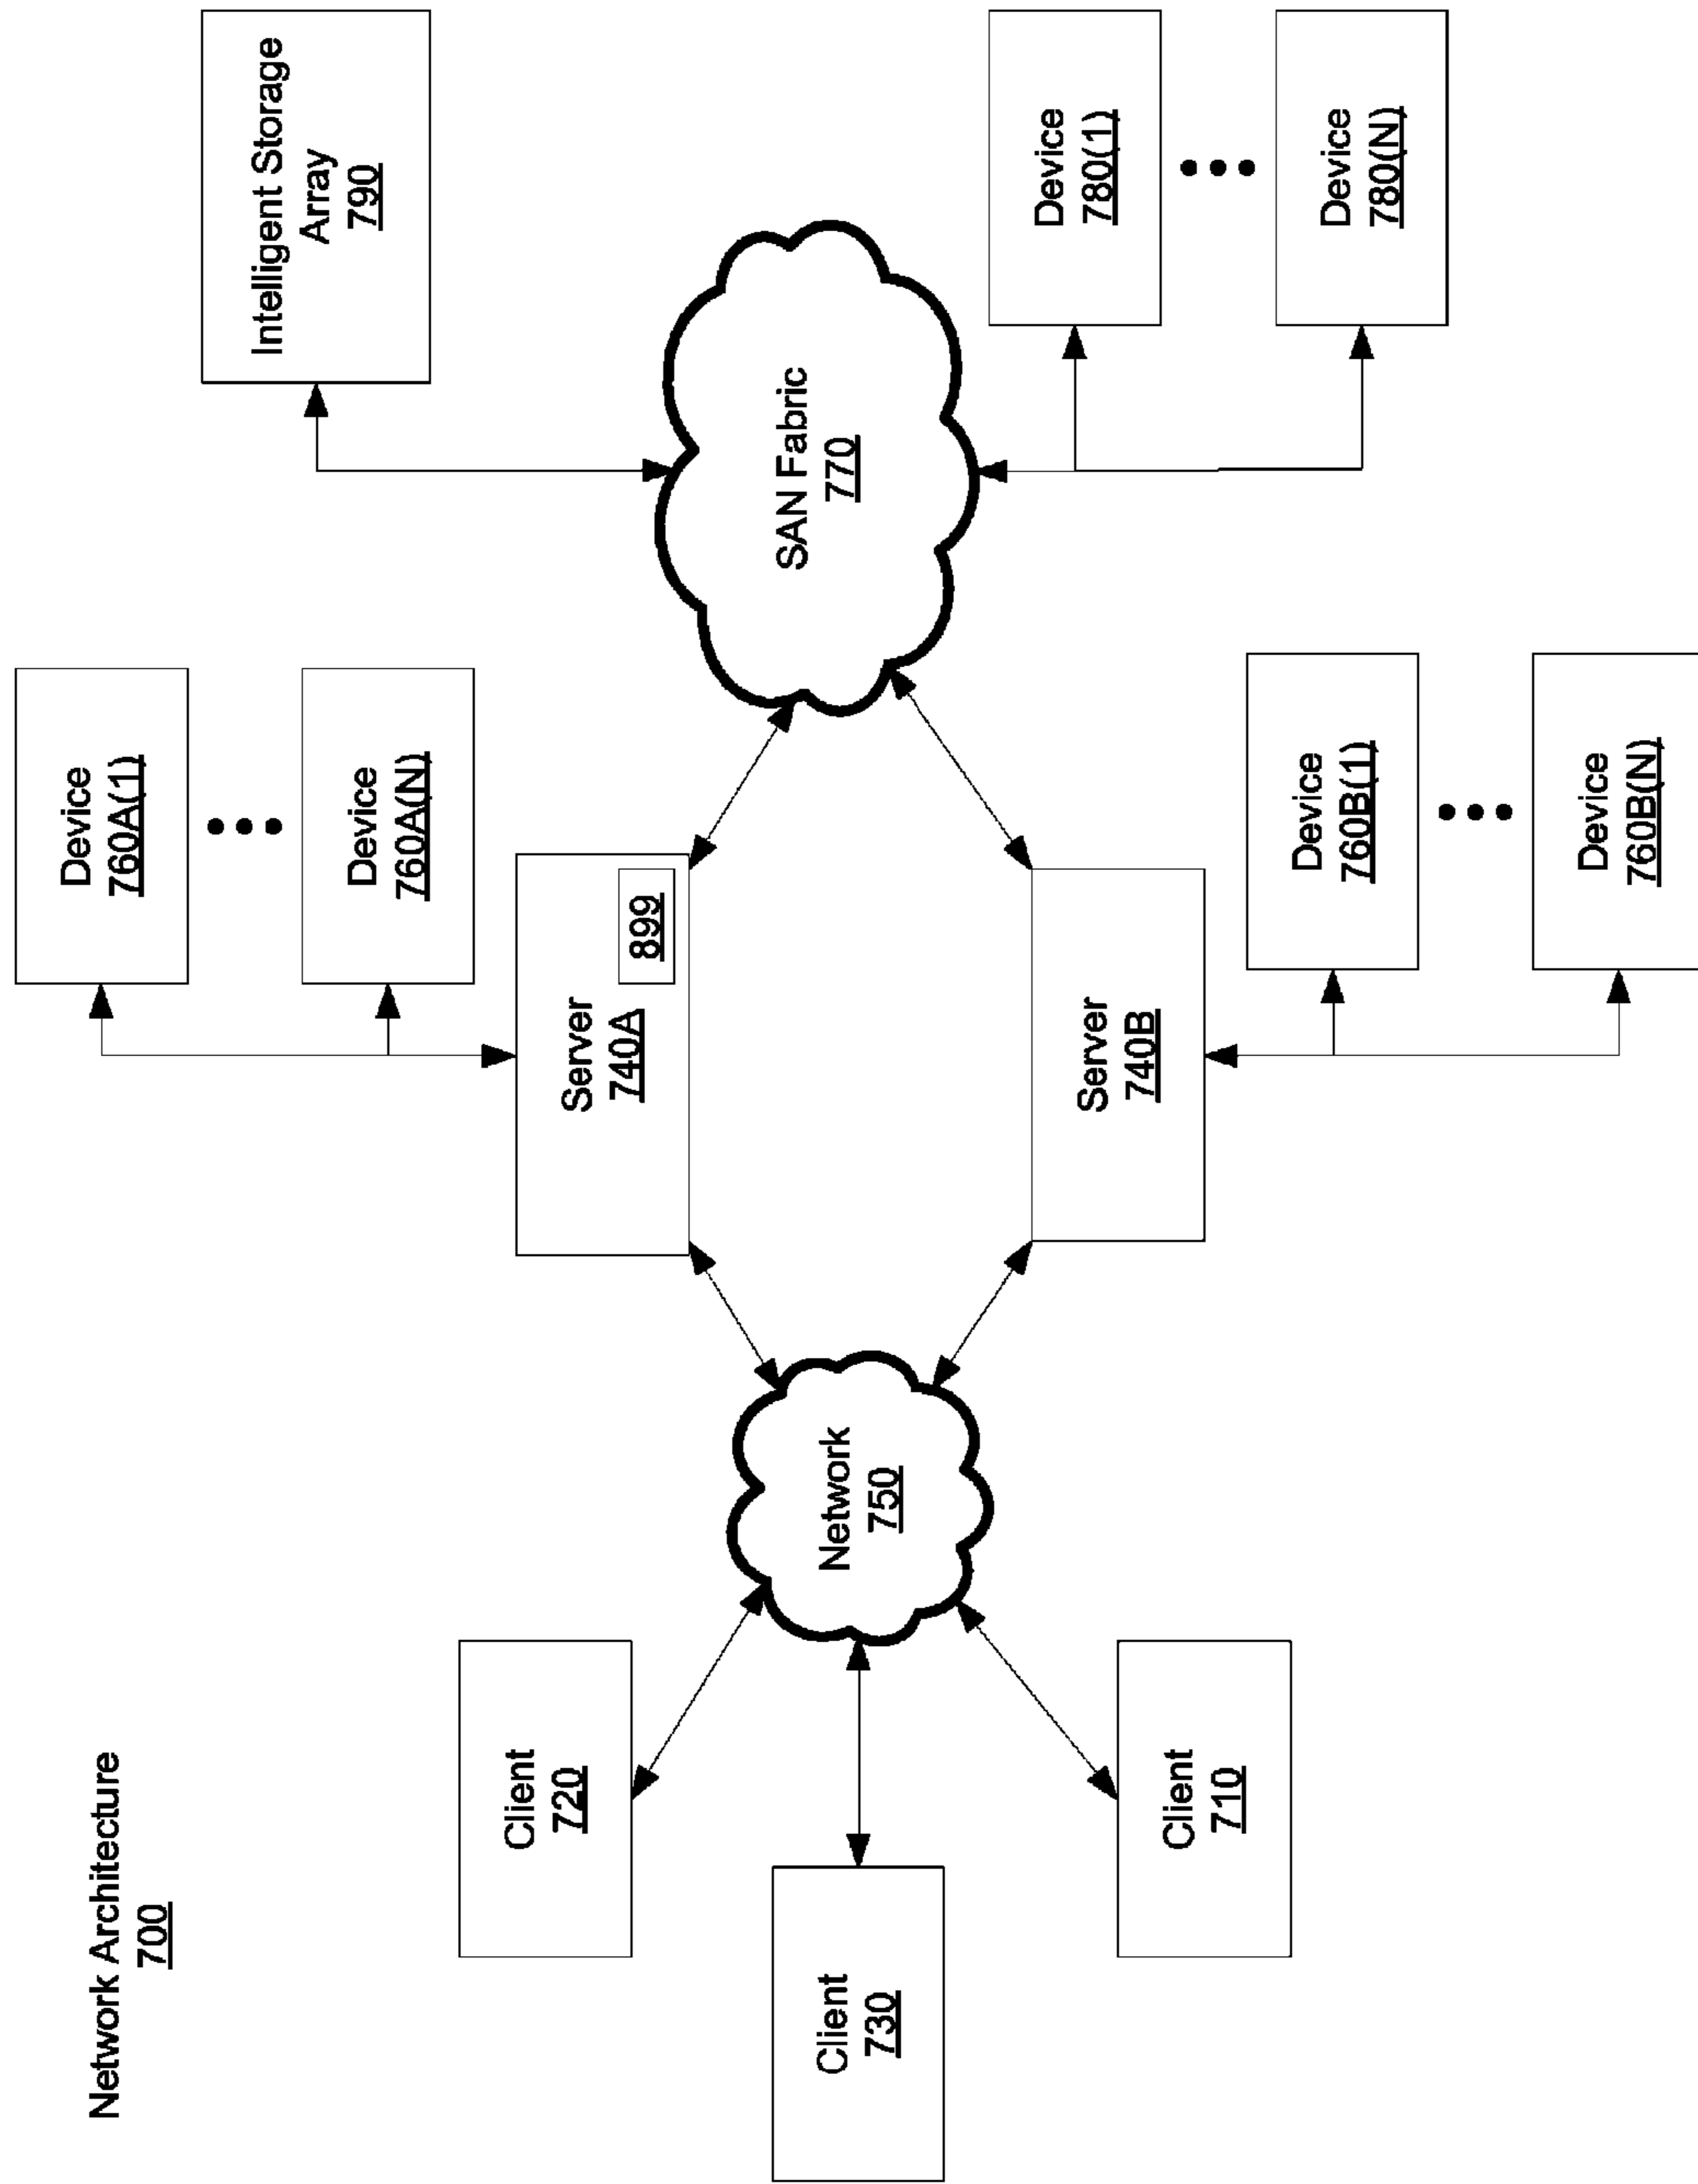 Network Architecture
700
Client
720
Client
730
Client
710
Network
750
Server
740A
899
Server
740B
Device
760A(1)
Device
760A(N)
Device
760B(1)
Device
760B(N)
SAN Fabric
770
Intelligent Storage
Array
790
Device
780(1)
Device
780(N)